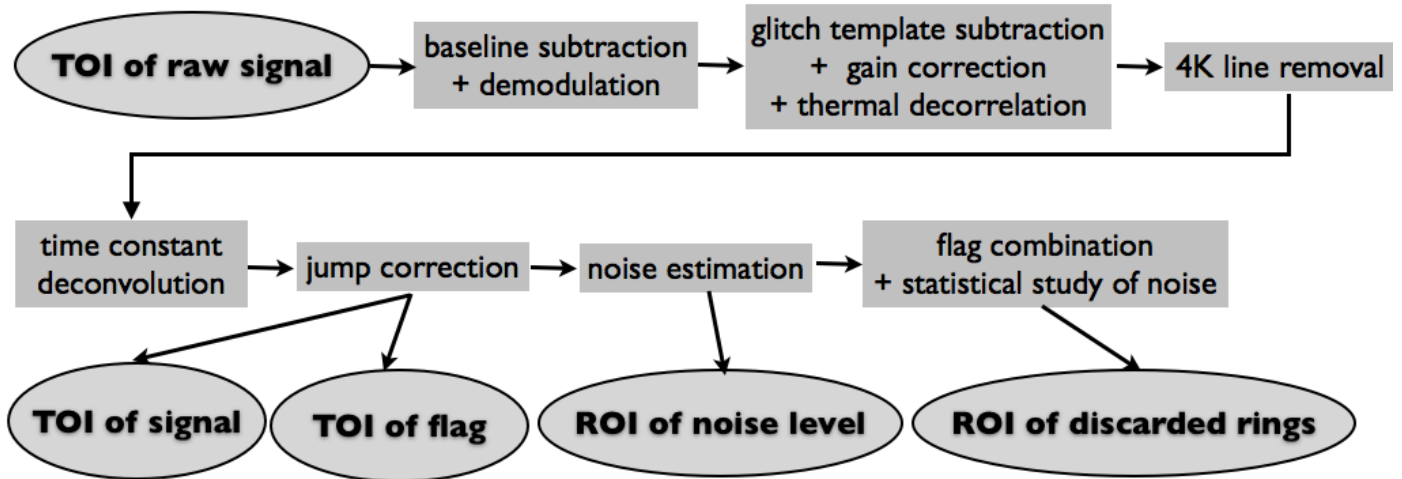 TOI of raw signal
baseline subtraction
+ demodulation
glitch template subtraction
+ gain correction
+ thermal decorrelation
4K line removal
time constant
deconvolution
jump correction
noise estimation
flag combination
+ statistical study of noise
TOI of signal
TOI of flag
ROI of noise level
ROI of discarded rings